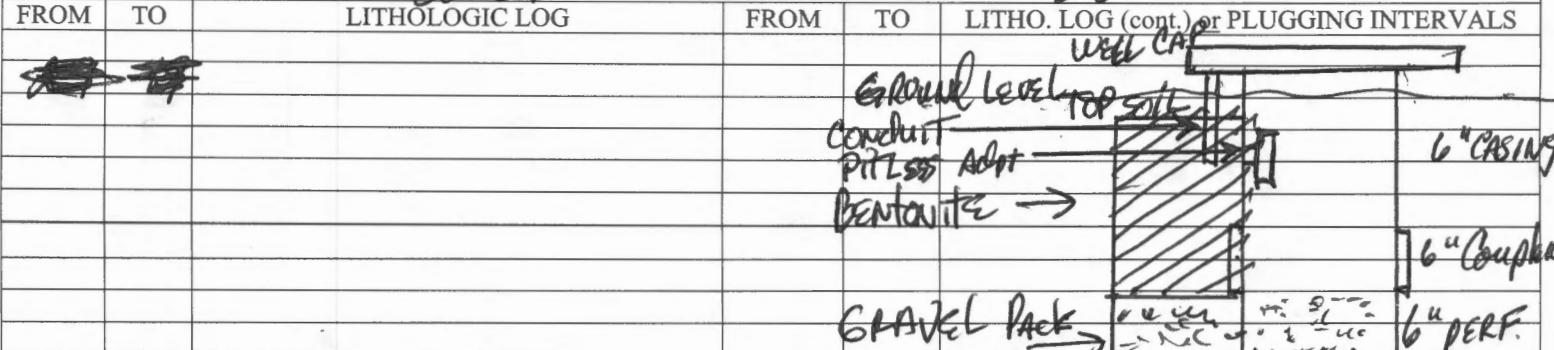 FROM TO LITHOLOGIC LOG FROM TO LITHO. LOG (cont.) or PLUGGING INTERVALS
WELL CAP
GROUND LEVEL TOP SOIL
CONDUIT
PITLSSS ADPT
6" CASING
BENTONITE
6" Coupler
GRAVEL PACK
6" PERF.